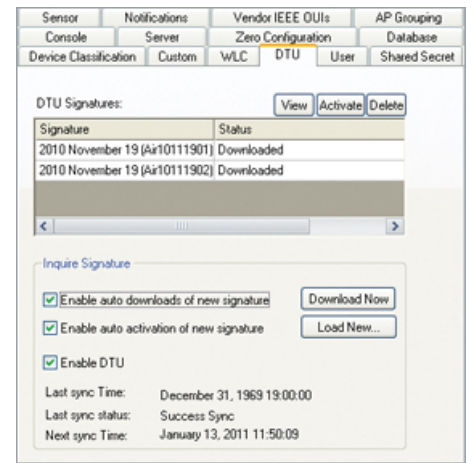 Sensor Notifications Vendor IEEE OUIs AP Grouping
Console Server Zero Configuration Database
Device Classification Custom WLC DTU User Shared Secret
DTU Signatures: View Activate Delete
Signature Status
2010 November 19 (Air10111901) Downloaded
2010 November 19 (Air10111902) Downloaded
Inquire Signature
Enable auto downloads of new signature Download Now
Enable auto activation of new signature Load New...
Enable DTU
Last sync Time: December 31, 1969 19:00:00
Last sync status: Success Sync
Next sync Time: January 13, 2011 11:50:09